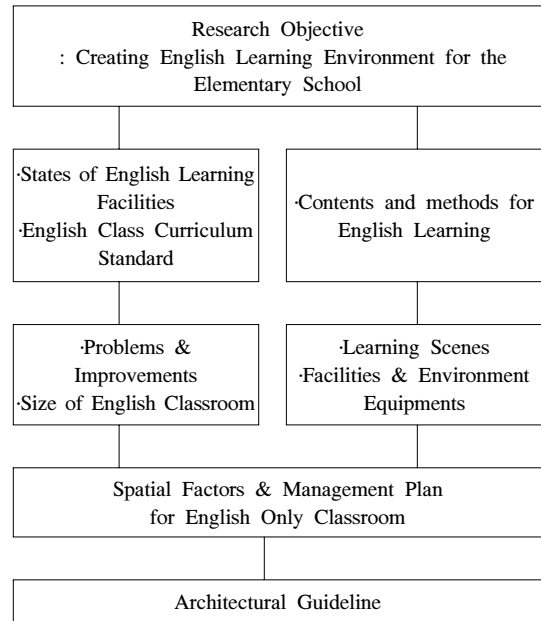 Research Objective
: Creating English Learning Environment for the
Elementary School
·States of English Learning
Facilities
·English Class Curriculum
Standard
·Contents and methods for
English Learning
·Problems &
Improvements
·Size of English Classroom
·Learning Scenes
·Facilities & Environment
Equipments
Spatial Factors & Management Plan
for English Only Classroom
Architectural Guideline